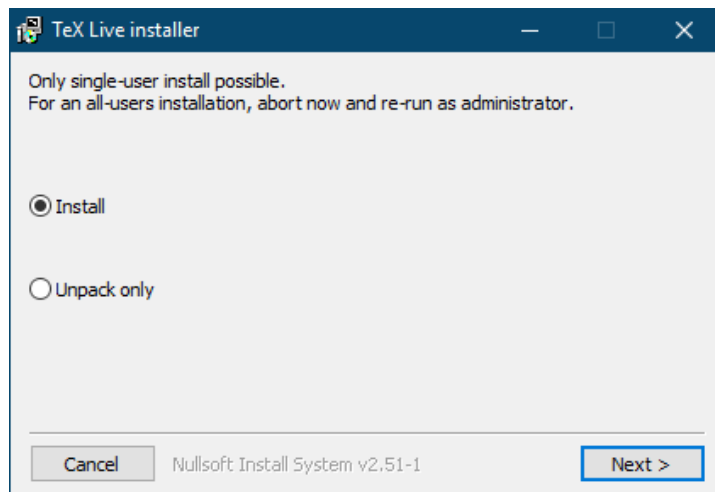 TeX Live installer
Only single-user install possible.
For an all-users installation, abort now and re-run as administrator.
Install
Unpack only
Cancel
Nullsoft Install System v2.51-1
Next >